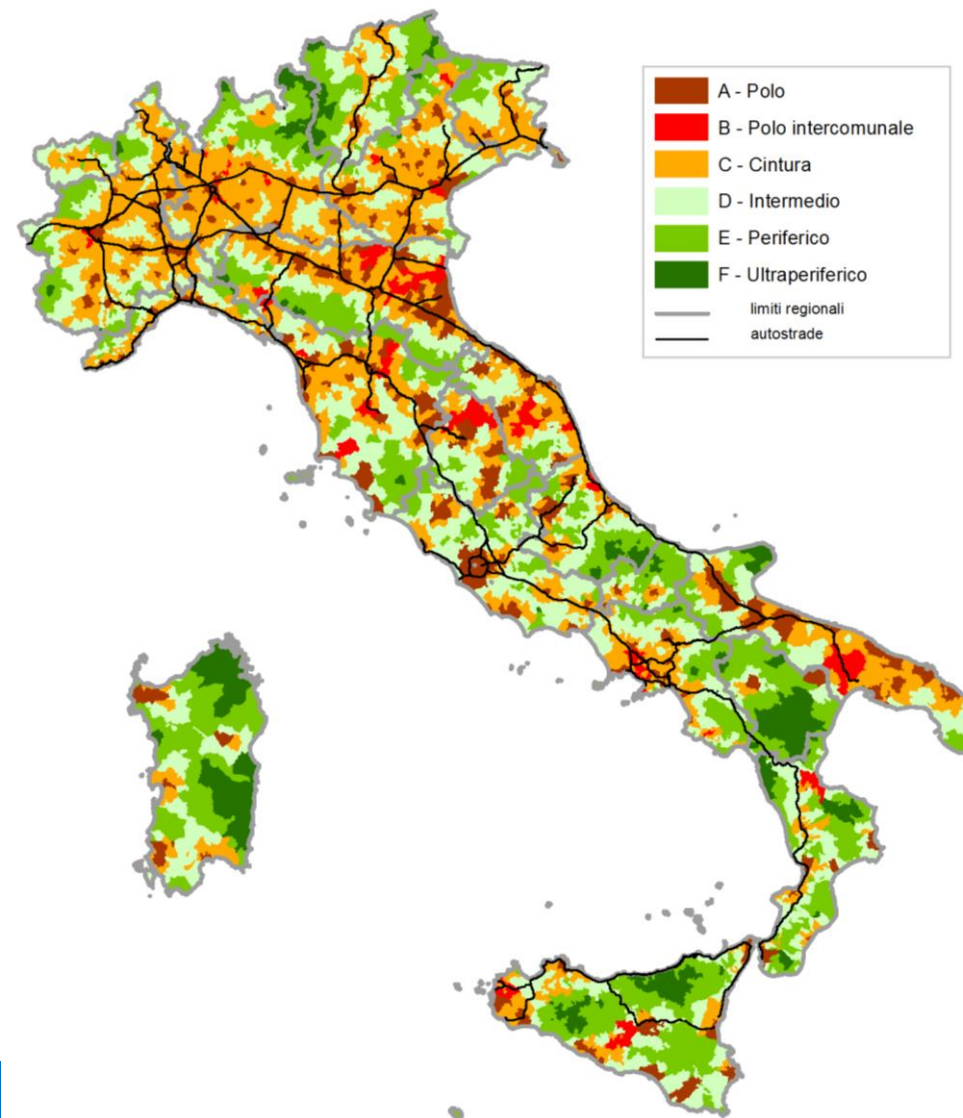 A - Polo
B - Polo intercomunale
C - Cintura
D - Intermedio
E - Periferico
F - Ultraperiferico
limiti regionali
autostrade